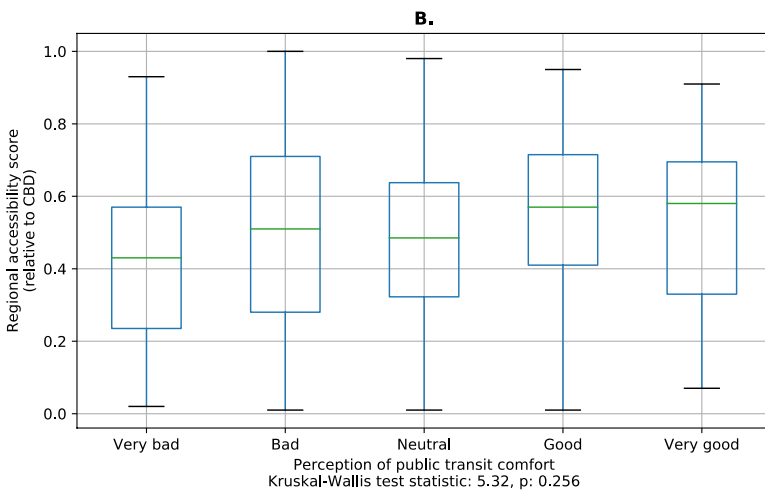 B.
1.0
0.8
0.6
0.4
0.2
0.0
Regional accessibility score
(relative to CBD)
Very bad Bad Neutral Good Very good
Perception of public transit comfort
Kruskal-Wallis test statistic: 5.32, p: 0.256